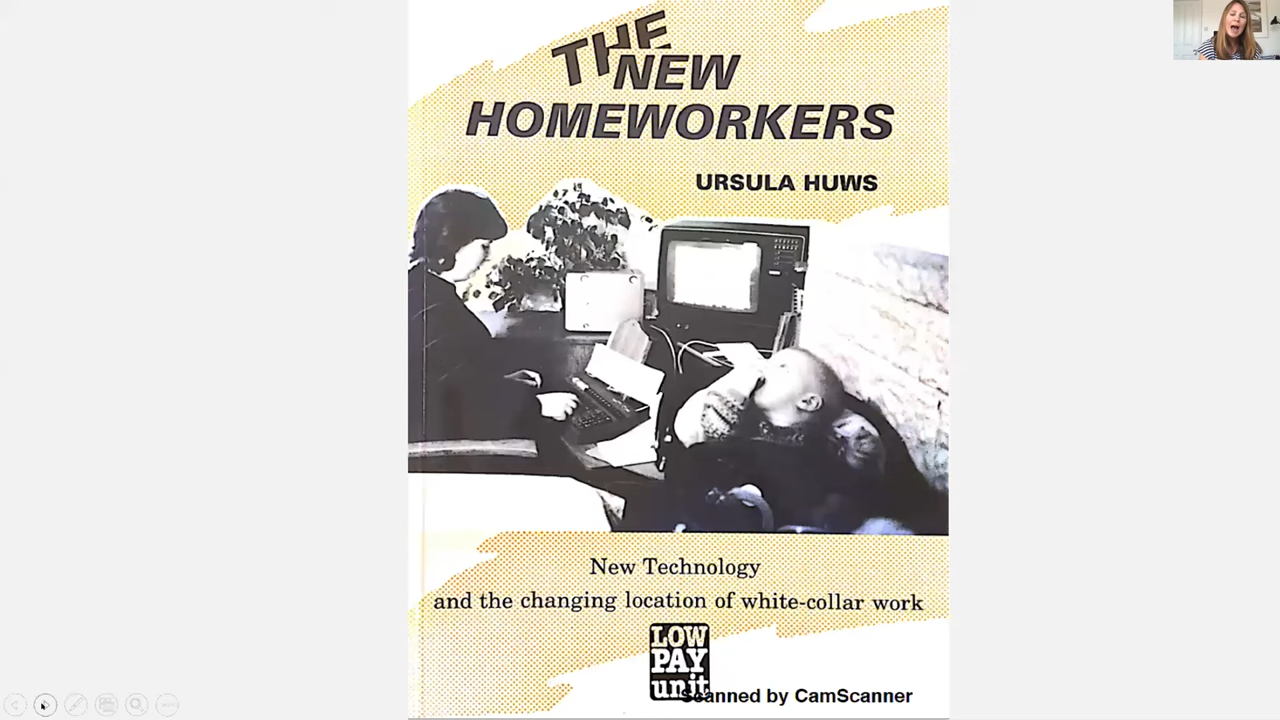 THE
NEW
HOMEWORKERS
URSULA HUWS
New Technology
and the changing location of white-collar work
LOW
PAY
unit
Scanned by CamScanner